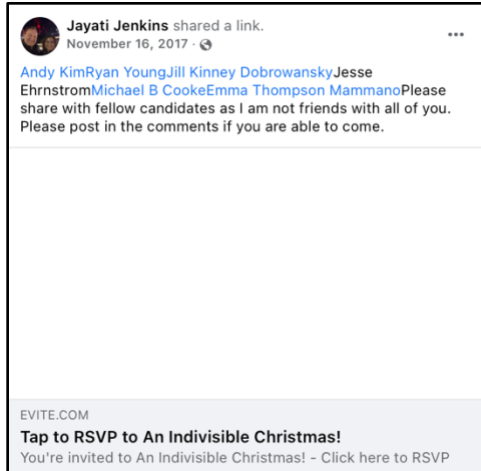 Jayati Jenkins shared a link.
November 16, 2017 ·
Andy KimRyan YoungJill Kinney DobrowanskyJesse
EhrnstromMichael B CookeEmma Thompson MammanoPlease
share with fellow candidates as I am not friends with all of you.
Please post in the comments if you are able to come.
EVITE.COM
Tap to RSVP to An Indivisible Christmas!
You're invited to An Indivisible Christmas! - Click here to RSVP